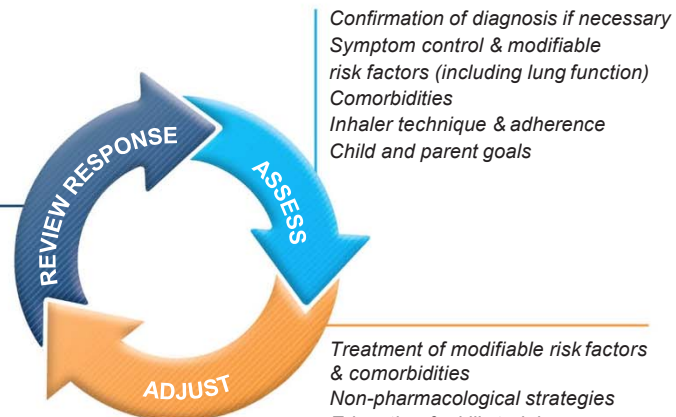 Confirmation of diagnosis if necessary
Symptom control & modifiable
risk factors (including lung function)
Comorbidities
Inhaler technique & adherence
Child and parent goals
REVIEW RESPONSE
ASSESS
ADJUST
Treatment of modifiable risk factors
& comorbidities
Non-pharmacological strategies